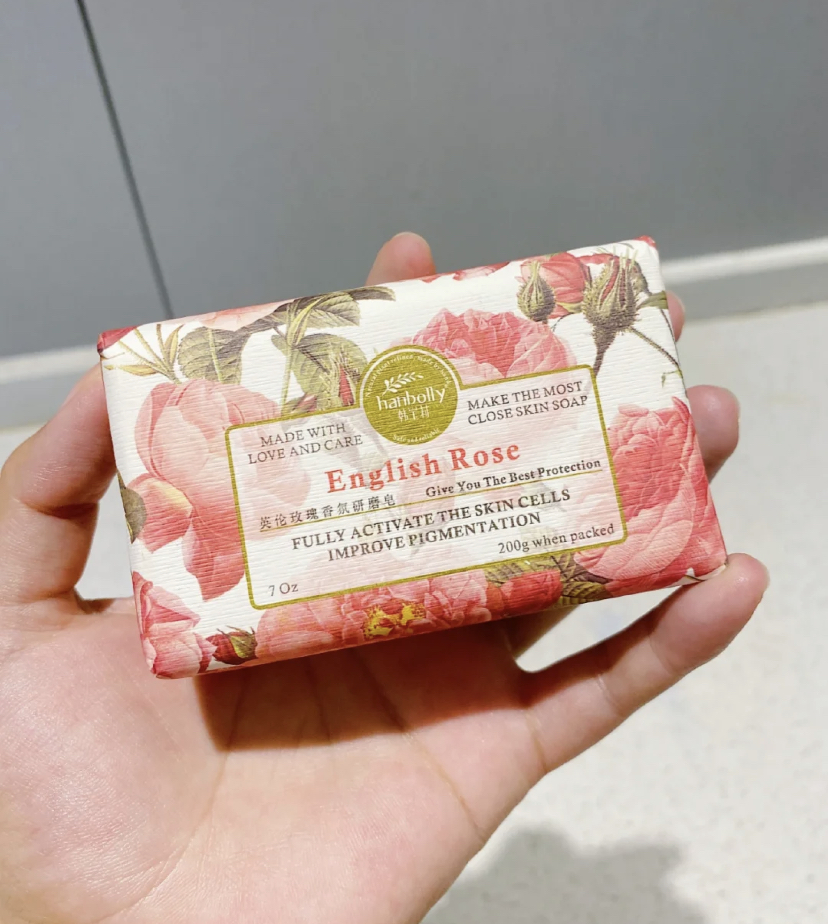 hanbolly
MADE WITH
LOVE AND CARE
MAKE THE MOST
CLOSE SKIN SOAP
English Rose
英伦玫瑰香氛研磨皂
Give You The Best Protection
FULLY ACTIVATE THE SKIN CELLS
IMPROVE PIGMENTATION
7 Oz
200g when packed